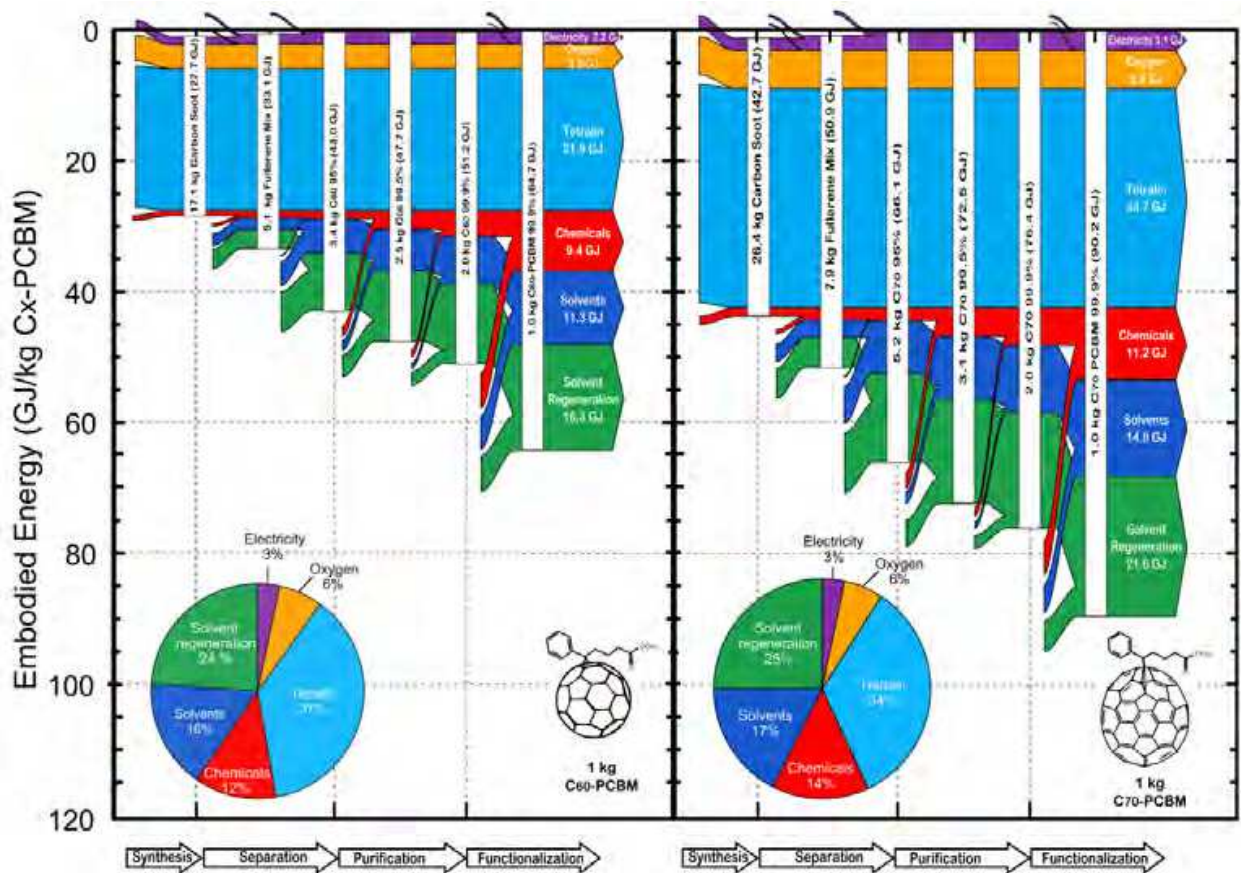 Embodied Energy (GJ/kg Cx-PCBM)
0
20
40
60
80
100
120
17.1 kg Carbon Soot (22.7 GJ)
5.1 kg Fullerene Mix (33.1 GJ)
3.4 kg C60 95% (43.0 GJ)
2.5 kg C60 99.5% (47.7 GJ)
2.0 kg C60 99.9% (51.2 GJ)
1.0 kg C60-PCBM 99.9% (64.7 GJ)
Electricity 2.2 GJ
Tetralin
21.9 GJ
Chemicals
9.4 GJ
Solvents
11.3 GJ
Solvent
Regeneration
Electricity
3%
Oxygen
6%
Solvent
regeneration
24 %
Solvents
16%
Chemicals
12%
1 kg
C60-PCBM
26.4 kg Carbon Soot (42.7 GJ)
7.9 kg Fullerene Mix (50.9 GJ)
5.2 kg C70 95% (66.1 GJ)
3.1 kg C70 99.5% (72.5 GJ)
2.0 kg C70 99.9% (76.4 GJ)
1.0 kg C70 PCBM 99.9% (90.2 GJ)
Oxygen
Tetralin
Chemicals
11.2 GJ
Solvents
Regeneration
21.6 GJ
Electricity
3%
Oxygen
6%
Solvent
regeneration
25%
34%
Solvents
17%
Chemicals
14%
1 kg
C70-PCBM
Synthesis
Separation
Purification
Functionalization
Synthesis
Separation
Purification
Functionalization